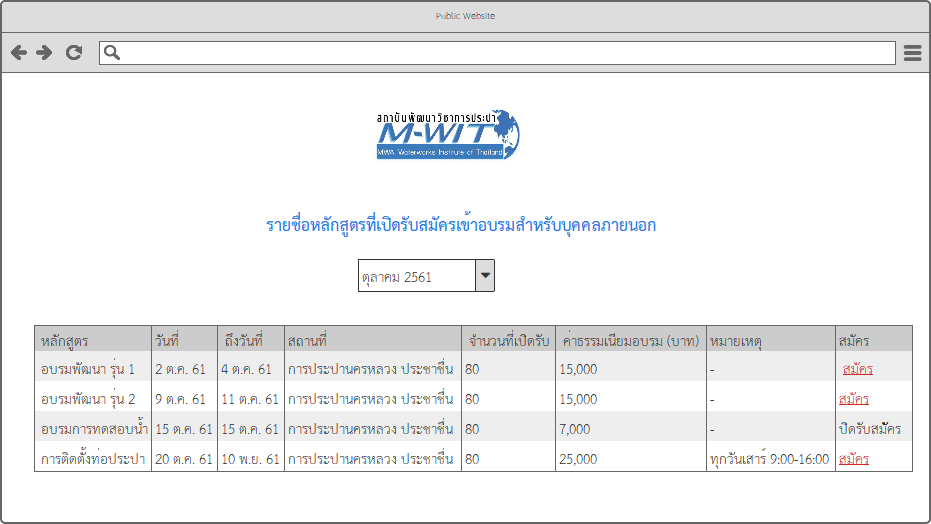 Public Website
สถาบันพัฒนาวิชาการประปา
M-WIT
MWA Waterworks Institute of Thailand
รายชื่อหลักสูตรที่เปิดรับสมัครเข้าอบรมสำหรับบุคคลภายนอก
ตุลาคม 2561
หลักสูตร วันที่ ถึงวันที่ สถานที่ จำนวนที่เปิดรับ ค่าธรรมเนียมอบรม (บาท) หมายเหตุ สมัคร
อบรมพัฒนา รุ่น 1 2 ต.ค. 61 4 ต.ค. 61 การประปานครหลวง ประชาชื่น 80 15,000 - สมัคร
อบรมพัฒนา รุ่น 2 9 ต.ค. 61 11 ต.ค. 61 การประปานครหลวง ประชาชื่น 80 15,000 - สมัคร
อบรมการทดสอบน้ำ 15 ต.ค. 61 15 ต.ค. 61 การประปานครหลวง ประชาชื่น 80 7,000 - ปิดรับสมัคร
การติดตั้งท่อประปา 20 ต.ค. 61 10 พ.ย. 61 การประปานครหลวง ประชาชื่น 80 25,000 ทุกวันเสาร์ 9:00-16:00 สมัคร